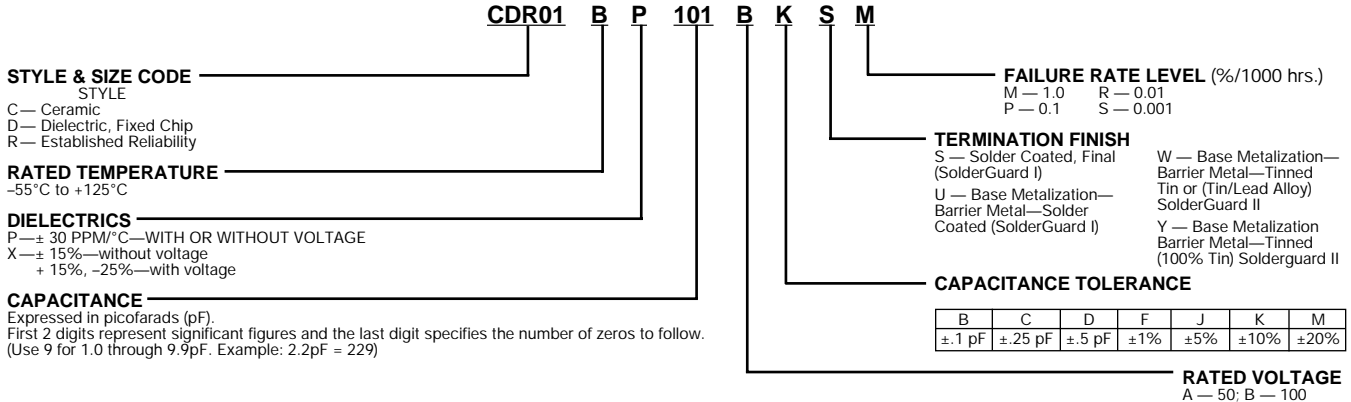 CDR01 B P 101 B K S M
STYLE & SIZE CODE
STYLE
C — Ceramic
D — Dielectric, Fixed Chip
R — Established Reliability
RATED TEMPERATURE
–55°C to +125°C
DIELECTRICS
P — ± 30 PPM/°C—WITH OR WITHOUT VOLTAGE
X — ± 15%—without voltage
+ 15%, –25%—with voltage
CAPACITANCE
Expressed in picofarads (pF).
First 2 digits represent significant figures and the last digit specifies the number of zeros to follow.
(Use 9 for 1.0 through 9.9pF. Example: 2.2pF = 229)
FAILURE RATE LEVEL (%/1000 hrs.)
M — 1.0 R — 0.01
P — 0.1 S — 0.001
TERMINATION FINISH
S — Solder Coated, Final
(SolderGuard I)
U — Base Metalization—
Barrier Metal—Solder
Coated (SolderGuard I)
W — Base Metalization—
Barrier Metal—Tinned
Tin or (Tin/Lead Alloy)
SolderGuard II
Y — Base Metalization
Barrier Metal—Tinned
(100% Tin) Solderguard II
CAPACITANCE TOLERANCE
B C D F J K M
±.1 pF ±.25 pF ±.5 pF ±1% ±5% ±10% ±20%
RATED VOLTAGE
A — 50; B — 100